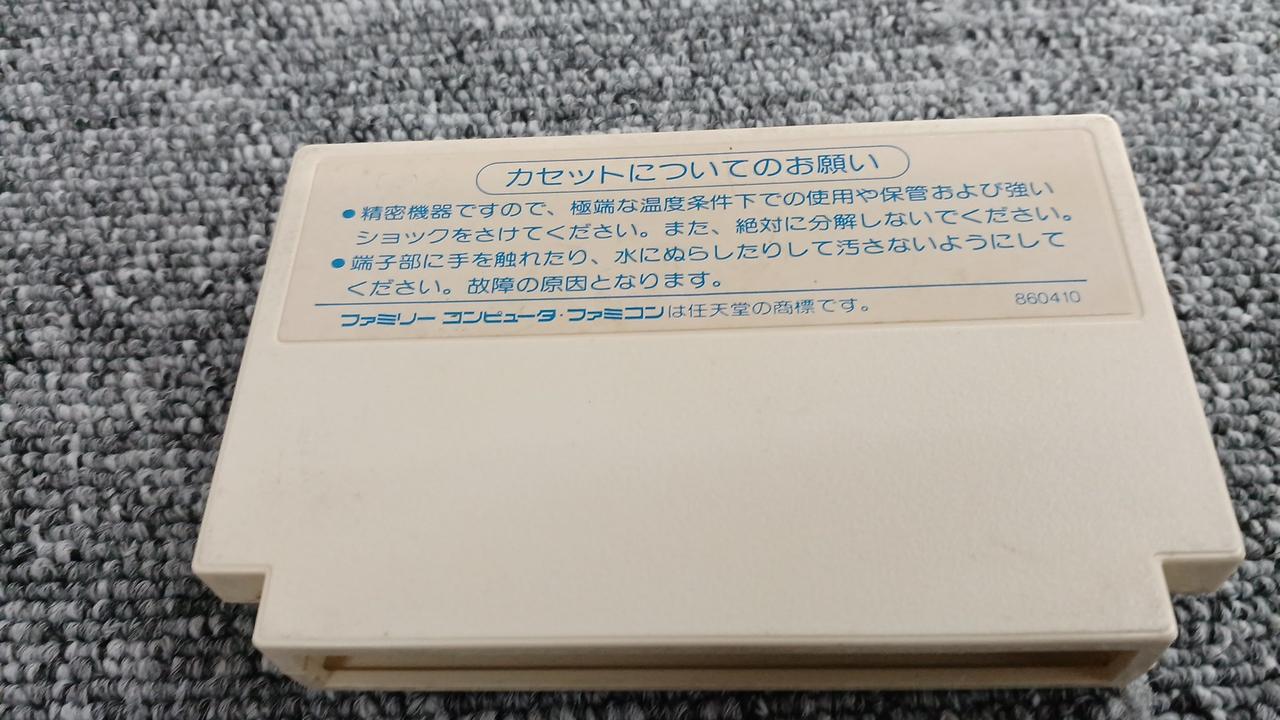 カセットについてのお願い
●精密機器ですので、極端な温度条件下での使用や保管および強い
ショックをさけてください。また、絶対に分解しないでください。
●端子部に手を触れたり、水にぬらしたりして汚さないようにして
ください。故障の原因となります。
ファミリー コンピュータ・ファミコンは任天堂の商標です。
860410